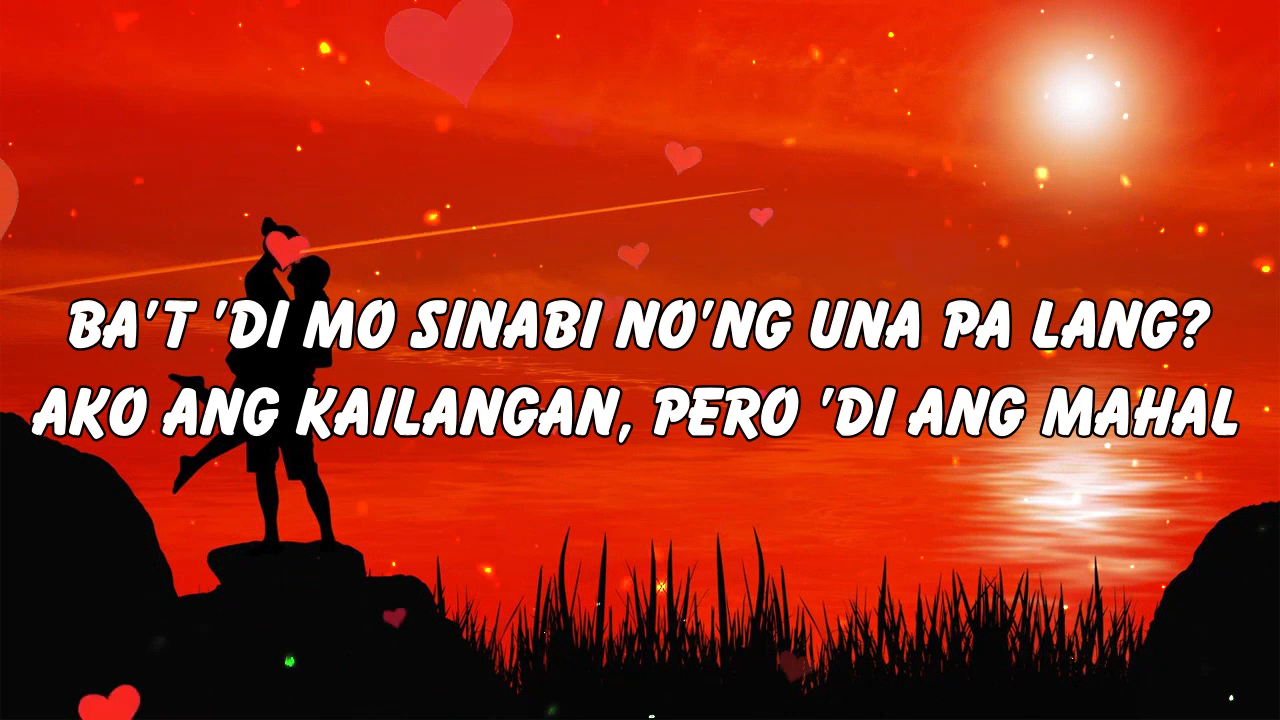 BA'T 'DI MO SINABI NO'NG UNA PA LANG?
AKO ANG KAILANGAN, PERO 'DI ANG MAHAL